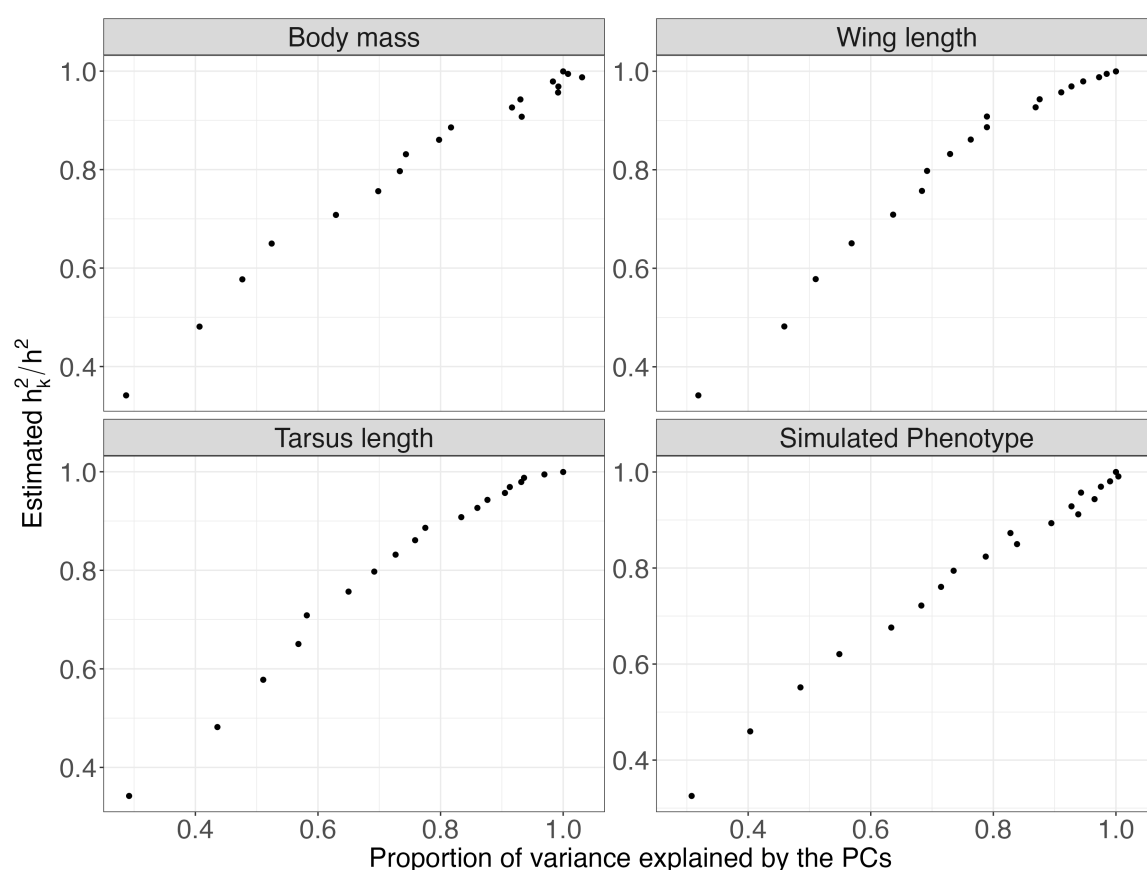 Body mass
Wing length
1.0
0.8
0.6
0.4
1.0
0.8
0.6
0.4
Tarsus length
Simulated Phenotype
1.0
0.8
0.6
0.4
1.0
0.8
0.6
0.4
0.4 0.6 0.8 1.0
0.4 0.6 0.8 1.0
Proportion of variance explained by the PCs
Estimated h²ₖ/h²